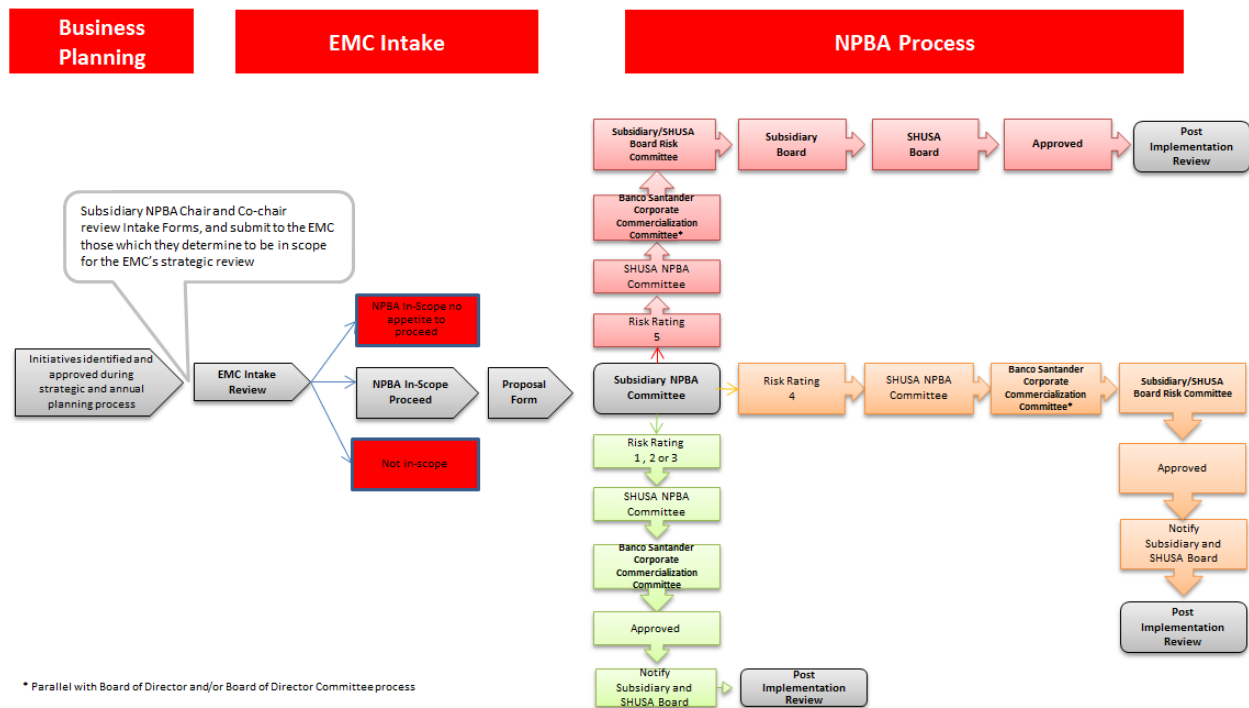 Business
Planning
EMC Intake
NPBA Process
Subsidiary NPBA Chair and Co-chair
review Intake Forms, and submit to the EMC
those which they determine to be in scope
for the EMC's strategic review
Initiatives identified and
approved during
strategic and annual
planning process
EMC Intake
Review
NPBA In-Scope no
appetite to
proceed
NPBA In-Scope
Proceed
Not in-scope
Proposal
Form
Subsidiary/SHUSA
Board Risk
Committee
Subsidiary
Board
SHUSA
Board
Approved
Post
Implementation
Review
Banco Santander
Corporate
Commercialization
Committee*
SHUSA NPBA
Committee
Risk Rating
5
Subsidiary NPBA
Committee
Risk Rating
4
SHUSA NPBA
Committee
Banco Santander
Corporate
Commercialization
Committee*
Subsidiary/SHUSA
Board Risk Committee
Approved
Notify
Subsidiary and
SHUSA Board
Post
Implementation
Review
Risk Rating
1 , 2 or 3
SHUSA NPBA
Committee
Banco Santander
Corporate
Commercialization
Committee
Approved
Notify
Subsidiary and
SHUSA Board
Post
Implementation
Review
* Parallel with Board of Director and/or Board of Director Committee process